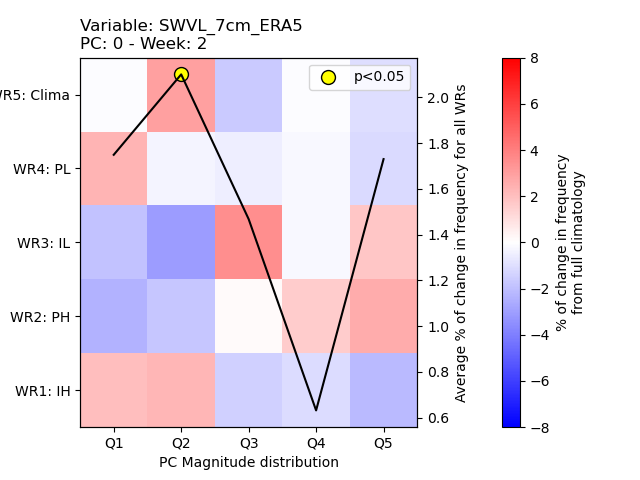 Variable: SWVL_7cm_ERA5
PC: 0 - Week: 2
WR5: Clima
WR4: PL
WR3: IL
WR2: PH
WR1: IH
Q1 Q2 Q3 Q4 Q5
PC Magnitude distribution
p<0.05
2.0
1.8
1.6
1.4
1.2
1.0
0.8
0.6
Average % of change in frequency for all WRs
8
6
4
2
0
−2
−4
−6
−8
% of change in frequency
from full climatology